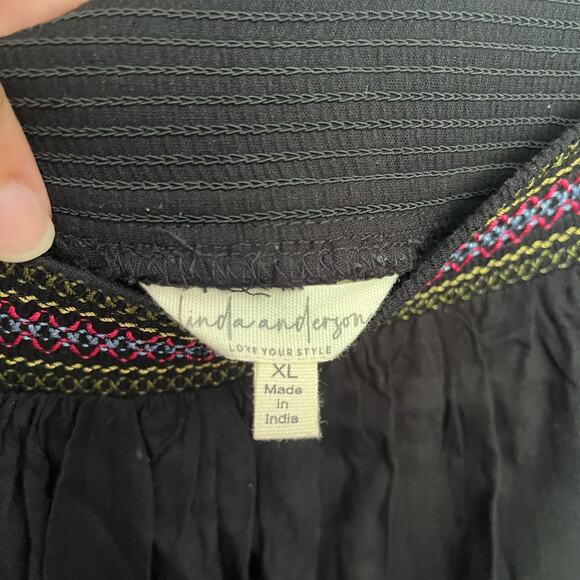 linda anderson
LOVE YOUR STYLE
XL
Made
in
India